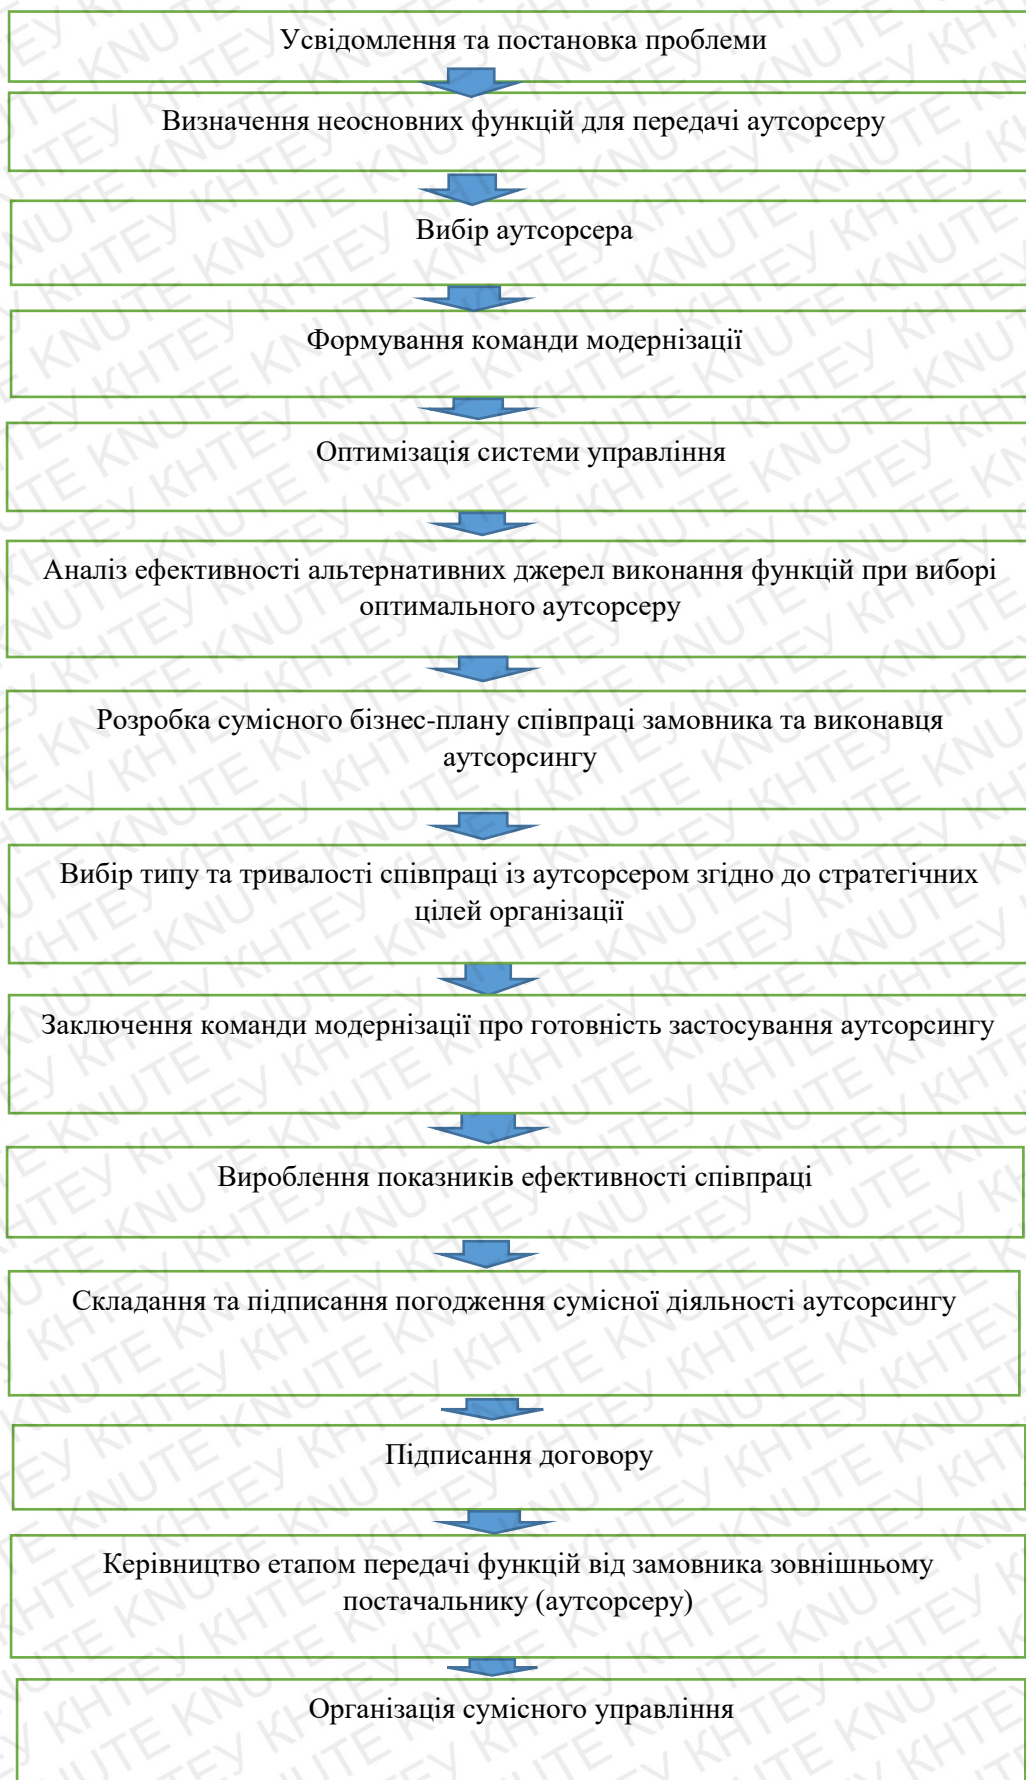 Усвідомлення та постановка проблеми
Визначення неосновних функцій для передачі аутсорсеру
Вибір аутсорсера
Формування команди модернізації
Оптимізація системи управління
Аналіз ефективності альтернативних джерел виконання функцій при виборі
оптимального аутсорсеру
Розробка сумісного бізнес-плану співпраці замовника та виконавця
аутсорсингу
Вибір типу та тривалості співпраці із аутсорсером згідно до стратегічних
цілей організації
Заключення команди модернізації про готовність застосування аутсорсингу
Вироблення показників ефективності співпраці
Складання та підписання погодження сумісної діяльності аутсорсингу
Підписання договору
Керівництво етапом передачі функцій від замовника зовнішньому
постачальнику (аутсорсеру)
Організація сумісного управління